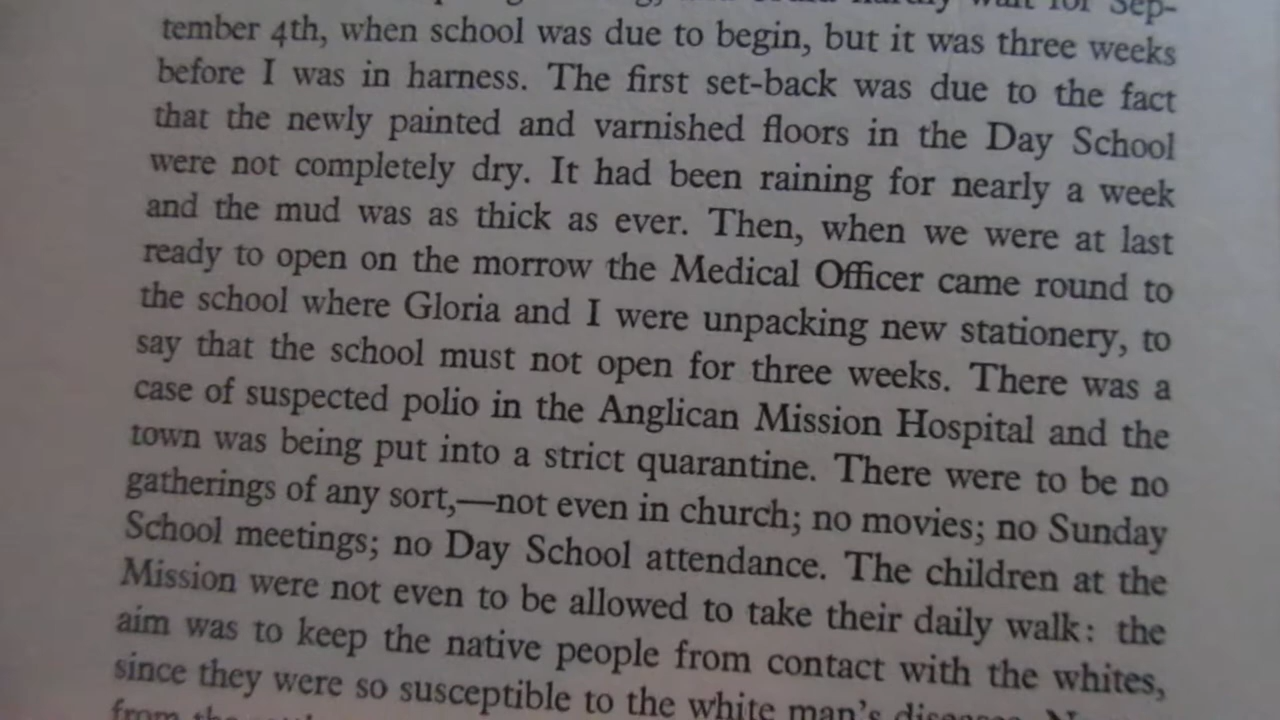 wait for Sep-
tember 4th, when school was due to begin, but it was three weeks
before I was in harness. The first set-back was due to the fact
that the newly painted and varnished floors in the Day School
were not completely dry. It had been raining for nearly a week
and the mud was as thick as ever. Then, when we were at last
ready to open on the morrow the Medical Officer came round to
the school where Gloria and I were unpacking new stationery, to
say that the school must not open for three weeks. There was a
case of suspected polio in the Anglican Mission Hospital and the
town was being put into a strict quarantine. There were to be no
gatherings of any sort,—not even in church; no movies; no Sunday
School meetings; no Day School attendance. The children at the
Mission were not even to be allowed to take their daily walk: the
aim was to keep the native people from contact with the whites,
since they were so susceptible to the white man's diseases.
from the